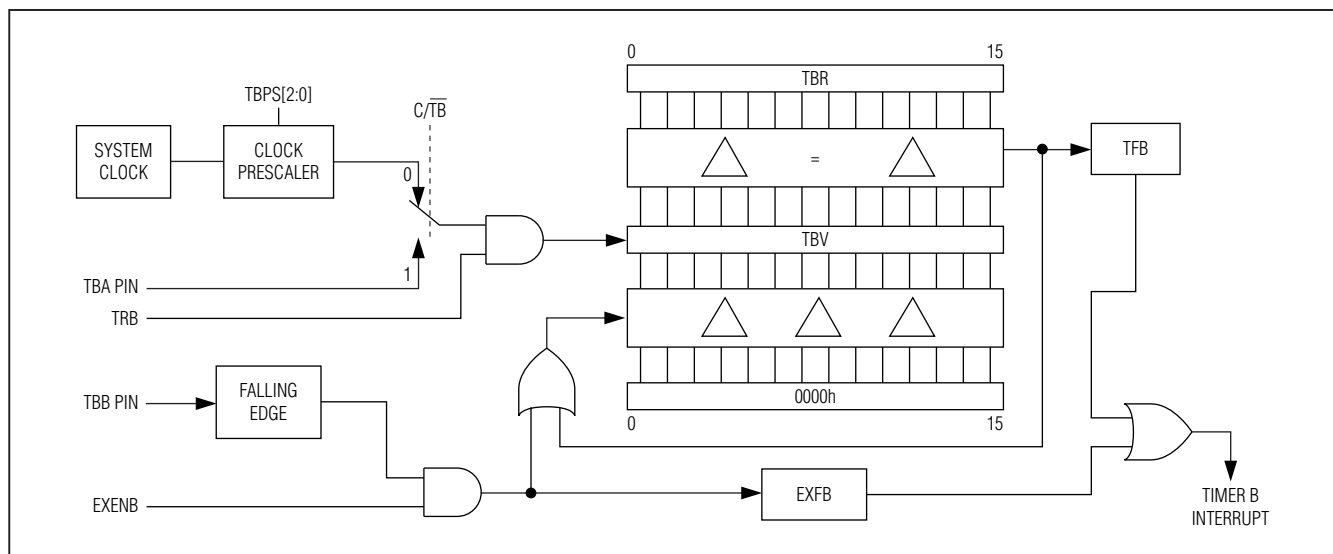 0 15
TBR
TBPS[2:0]
C/T̅B̅
SYSTEM
CLOCK
CLOCK
PRESCALER
0
=
TFB
TBV
1
TBA PIN
TRB
TBB PIN
FALLING
EDGE
0000h
0 15
EXENB
EXFB
TIMER B
INTERRUPT